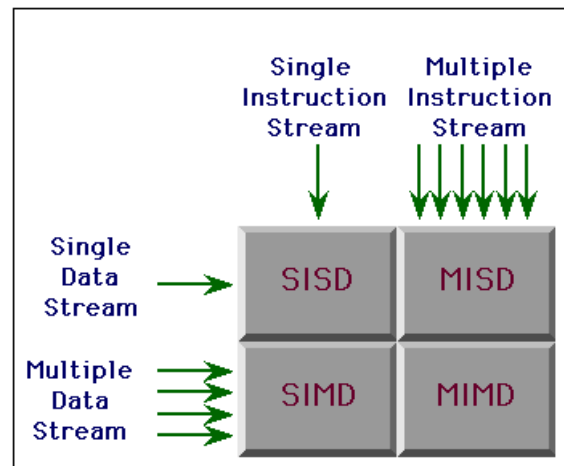 Single
Instruction
Stream
Multiple
Instruction
Stream
Single
Data
Stream
SISD
MISD
Multiple
Data
Stream
SIMD
MIMD